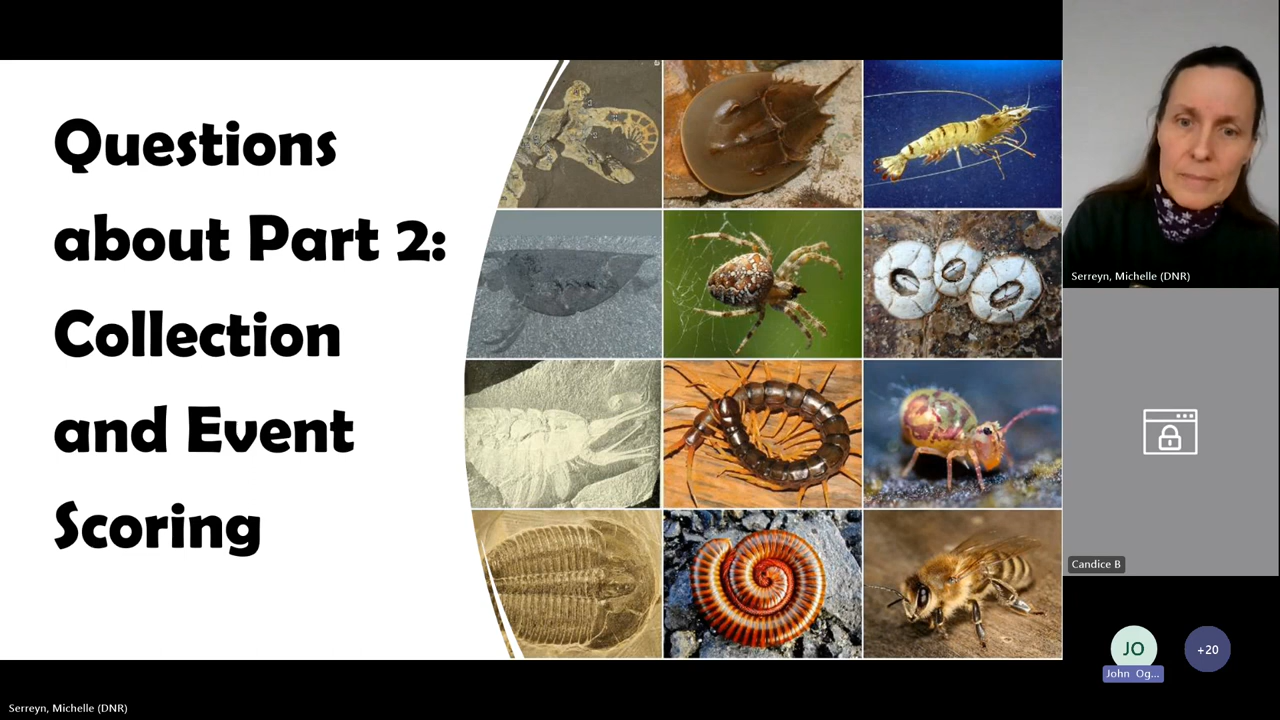 Questions
about Part 2:
Collection
and Event
Scoring
Serreyn, Michelle (DNR)
Candice B
JO
John Og...
+20
Serreyn, Michelle (DNR)